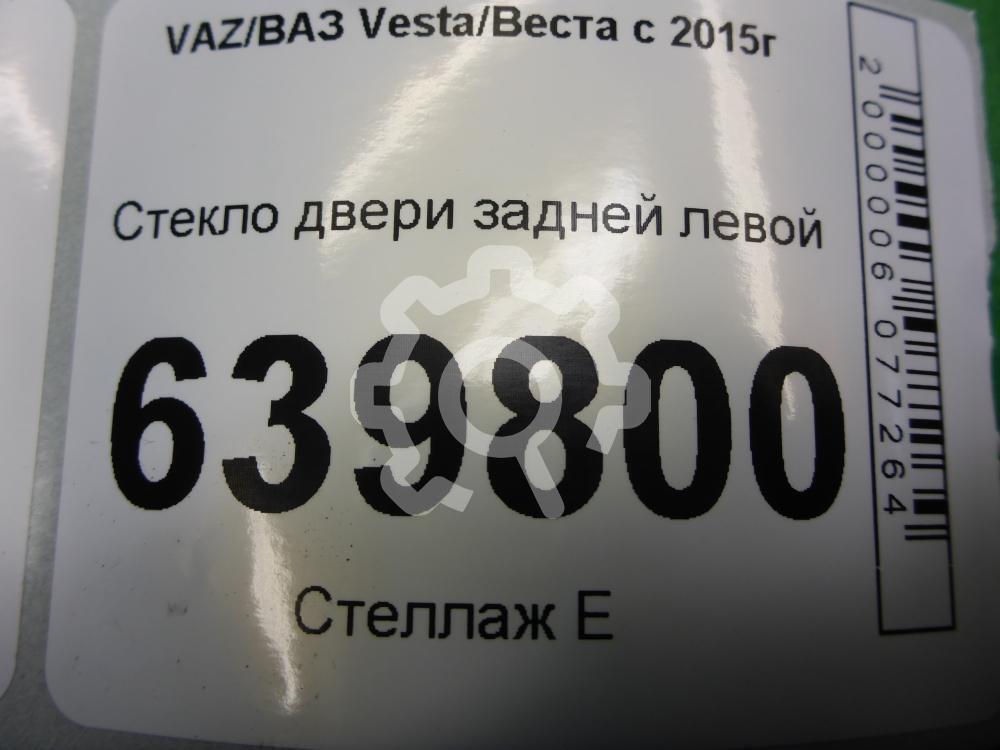 VAZ/ВАЗ Vesta/Веста с 2015г
Стекло двери задней левой
639800
Стеллаж Е
2000006077264